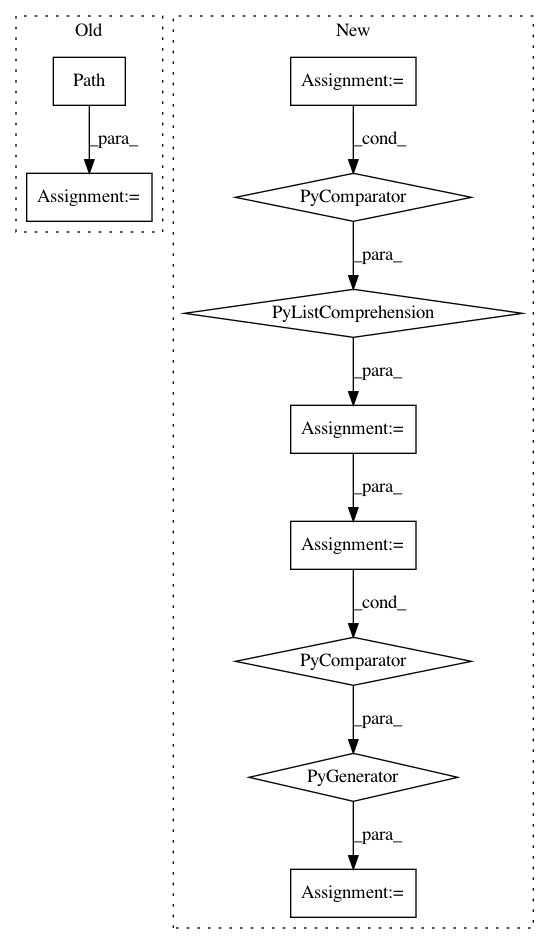 Old
Path
_para_
Assignment:=
New
Assignment:=
_cond_
PyComparator
_para_
PyListComprehension
_para_
Assignment:=
_para_
Assignment:=
_cond_
PyComparator
_para_
PyGenerator
_para_
Assignment:=